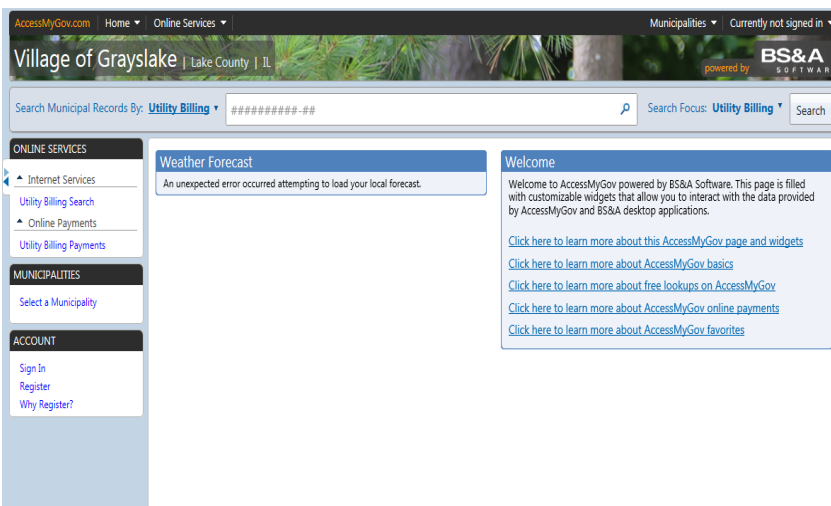 AccessMyGov.com Home Online Services Municipalities Currently not signed in
Village of Grayslake | Lake County | IL
powered by BS&A
SOFTWAR
Search Municipal Records By: Utility Billing ##########-## Search Focus: Utility Billing Search
ONLINE SERVICES
Internet Services
Utility Billing Search
Online Payments
Utility Billing Payments
MUNICIPALITIES
Select a Municipality
ACCOUNT
Sign In
Register
Why Register?
Weather Forecast
An unexpected error occurred attempting to load your local forecast.
Welcome
Welcome to AccessMyGov powered by BS&A Software. This page is filled
with customizable widgets that allow you to interact with the data provided
by AccessMyGov and BS&A desktop applications.
Click here to learn more about this AccessMyGov page and widgets
Click here to learn more about AccessMyGov basics
Click here to learn more about free lookups on AccessMyGov
Click here to learn more about AccessMyGov online payments
Click here to learn more about AccessMyGov favorites